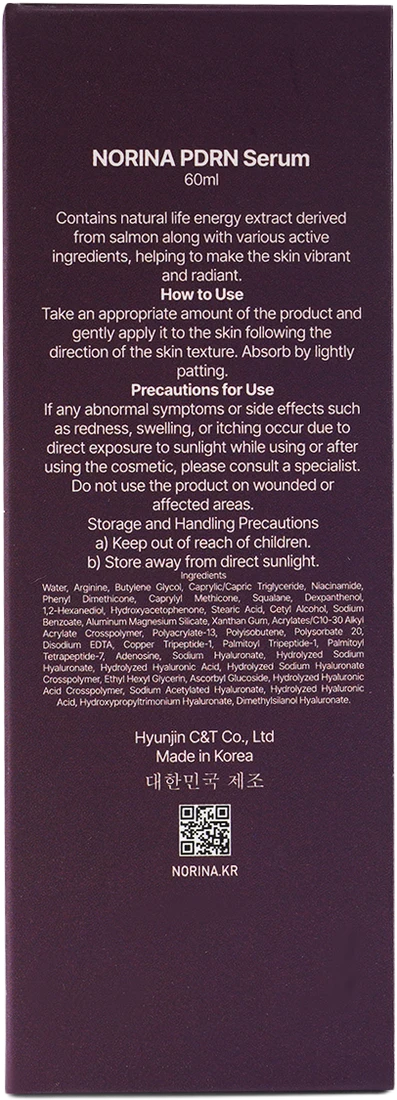 NORINA PDRN Serum
60ml
Contains natural life energy extract derived
from salmon along with various active
ingredients, helping to make the skin vibrant
and radiant.
How to Use
Take an appropriate amount of the product and
gently apply it to the skin following the
direction of the skin texture. Absorb by lightly
patting.
Precautions for Use
If any abnormal symptoms or side effects such
as redness, swelling, or itching occur due to
direct exposure to sunlight while using or after
using the cosmetic, please consult a specialist.
Do not use the product on wounded or
affected areas.
Storage and Handling Precautions
a) Keep out of reach of children.
b) Store away from direct sunlight.
Ingredients
Water, Arginine, Butylene Glycol, Caprylic/Capric Triglyceride, Niacinamide,
Phenyl Dimethicone, Caprylyl Methicone, Squalane, Dexpanthenol,
1,2-Hexanediol, Hydroxyacetophenone, Stearic Acid, Cetyl Alcohol, Sodium
Benzoate, Aluminum Magnesium Silicate, Xanthan Gum, Acrylates/C10-30 Alkyl
Acrylate Crosspolymer, Polyacrylate-13, Polyisobutene, Polysorbate 20,
Disodium EDTA, Copper Tripeptide-1, Palmitoyl Tripeptide-1, Palmitoyl
Tetrapeptide-7, Adenosine, Sodium Hyaluronate, Hydrolyzed Sodium
Hyaluronate, Hydrolyzed Hyaluronic Acid, Hydrolyzed Sodium Hyaluronate
Crosspolymer, Ethyl Hexyl Glycerin, Ascorbyl Glucoside, Hydrolyzed Hyaluronic
Acid Crosspolymer, Sodium Acetylated Hyaluronate, Hydrolyzed Hyaluronic
Acid, Hydroxypropyltrimonium Hyaluronate, Dimethylsilanol Hyaluronate.
Hyunjin C&T Co., Ltd
Made in Korea
대한민국 제조
NORINA.KR